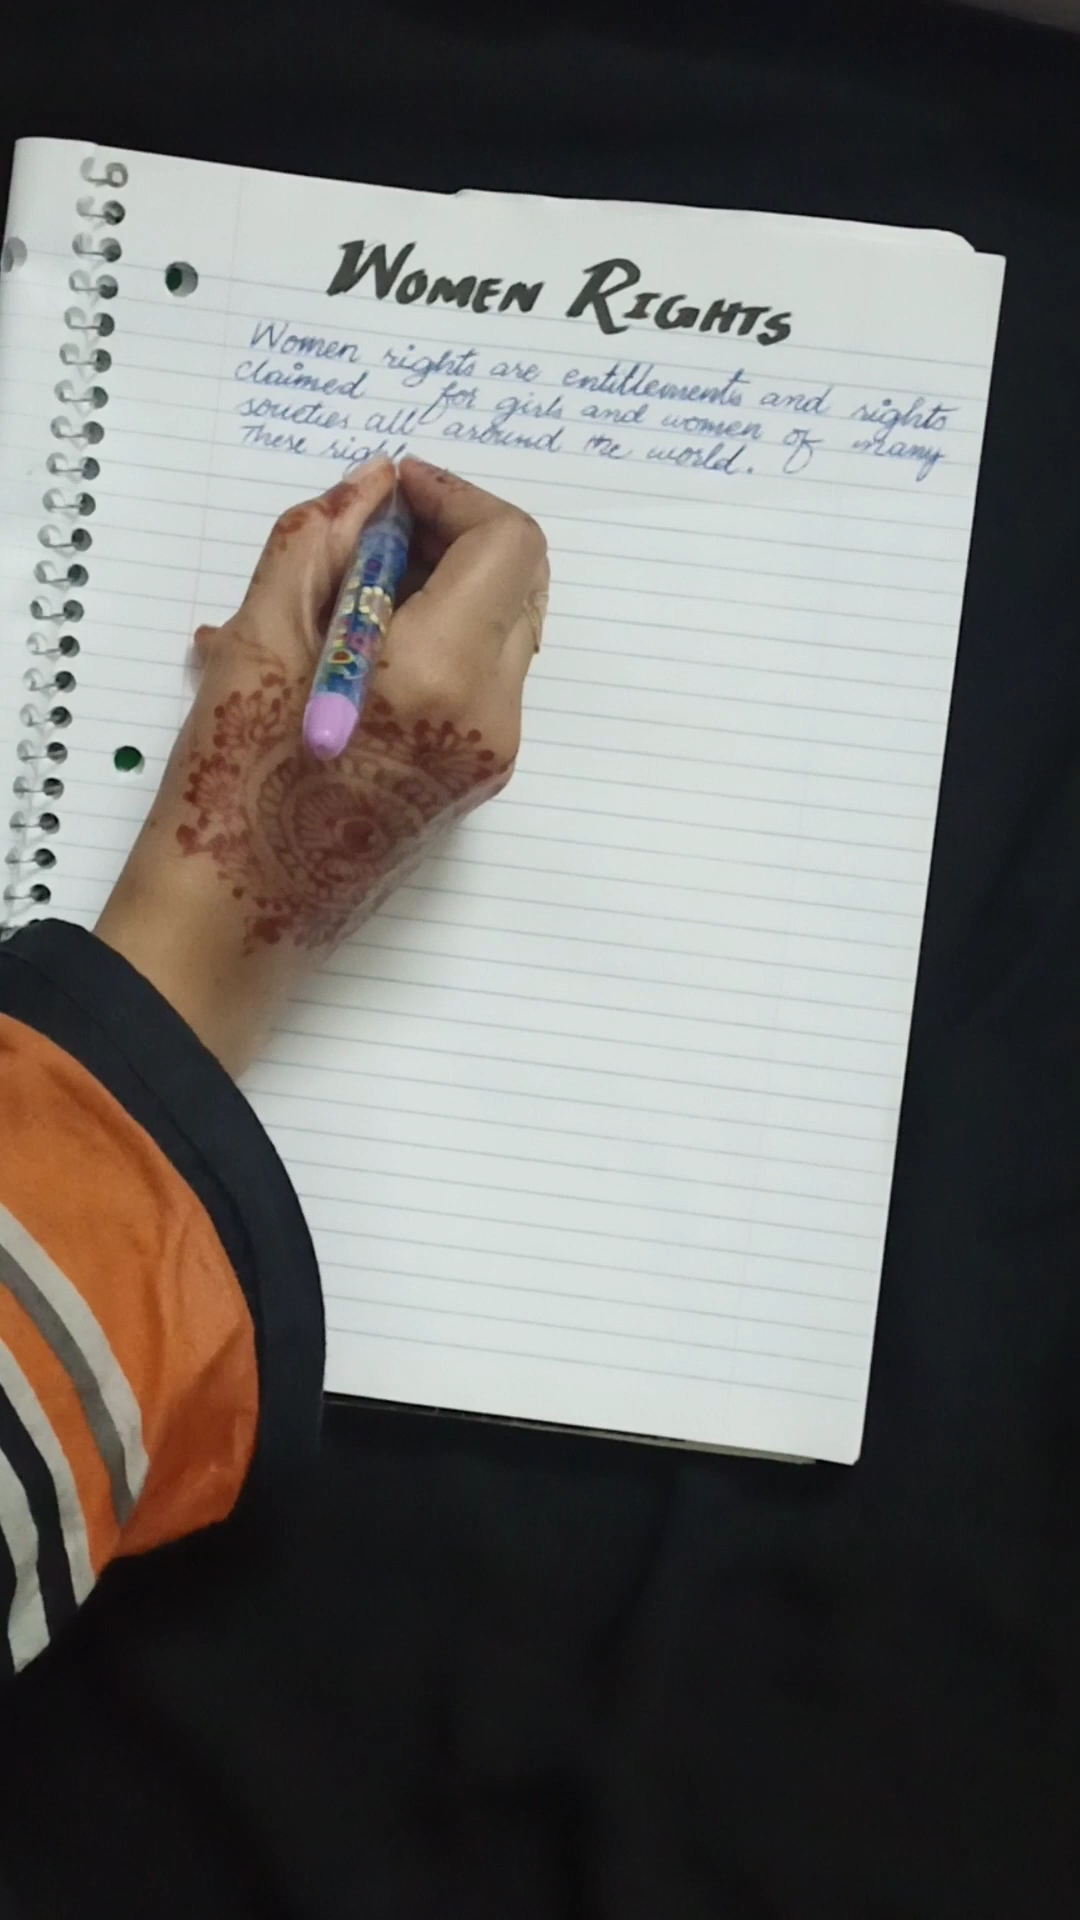 WOMEN RIGHTS
Women rights are entitlements and rights
claimed for girls and women of many
societies all around the world.
These right